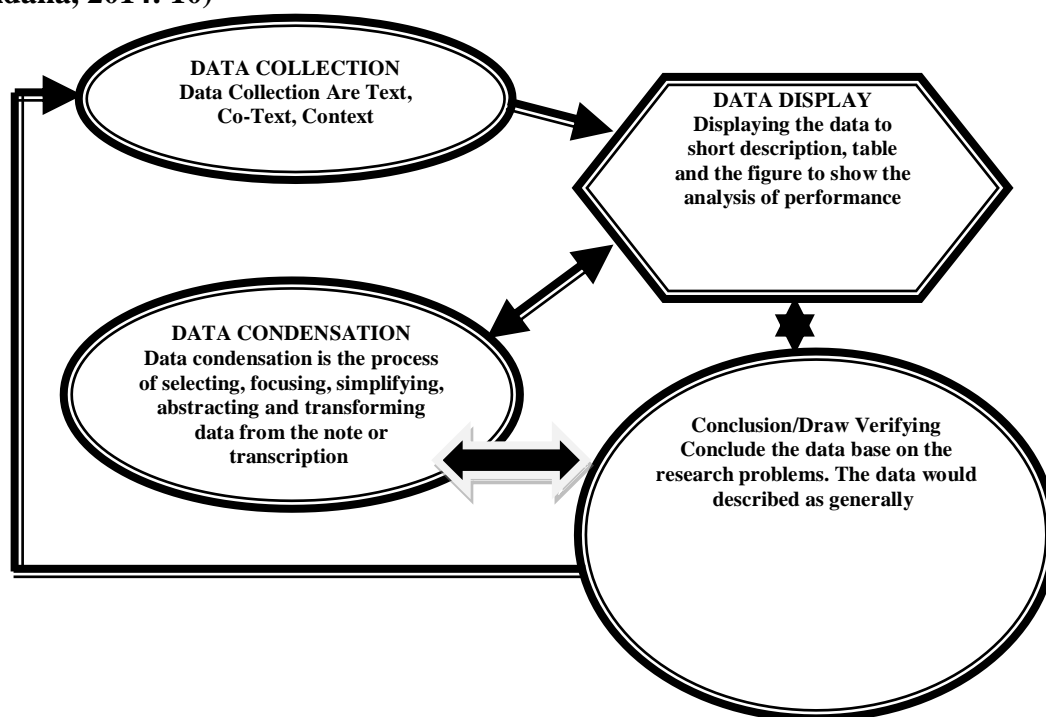 2014: 10)
DATA COLLECTION
Data Collection Are Text,
Co-Text, Context
DATA DISPLAY
Displaying the data to
short description, table
and the figure to show the
analysis of performance
DATA CONDENSATION
Data condensation is the process
of selecting, focusing, simplifying,
abstracting and transforming
data from the note or
transcription
Conclusion/Draw Verifying
Conclude the data base on the
research problems. The data would
described as generally